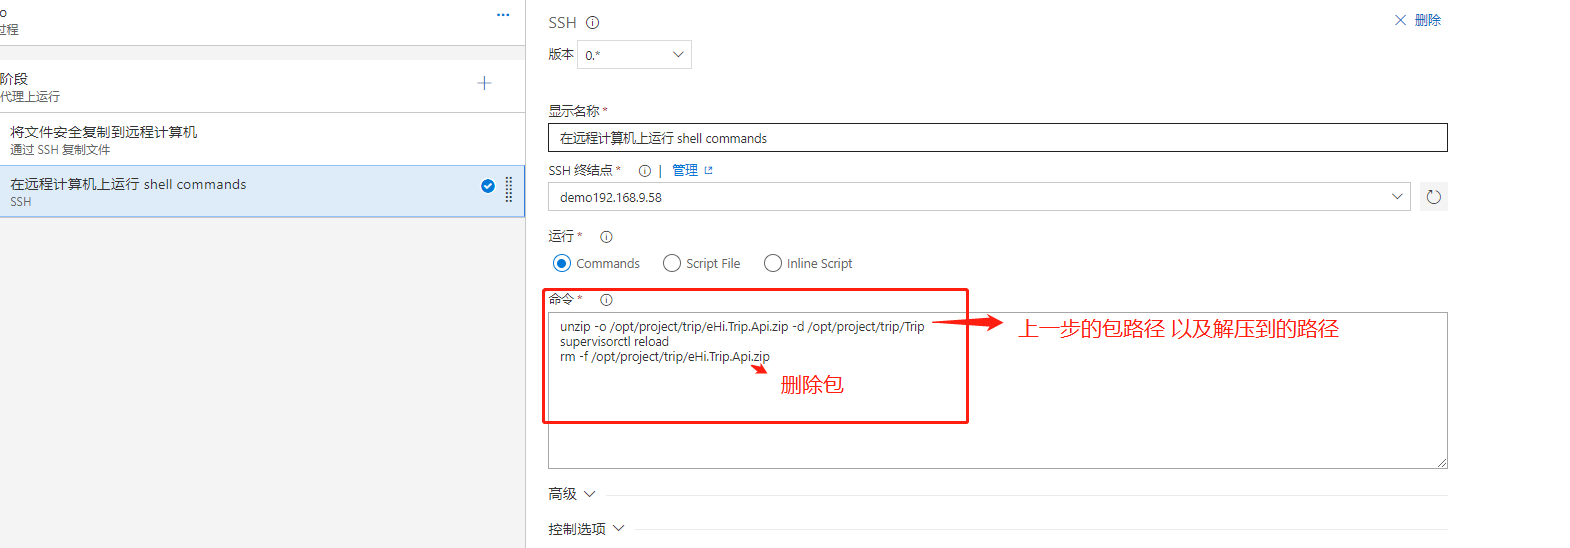 o
过程
阶段
代理上运行
将文件安全复制到远程计算机
通过 SSH 复制文件
在远程计算机上运行 shell commands
SSH
SSH
删除
版本 0.*
显示名称 *
在远程计算机上运行 shell commands
SSH 终结点 * | 管理
demo192.168.9.58
运行 *
Commands Script File Inline Script
命令 *
unzip -o /opt/project/trip/eHi.Trip.Api.zip -d /opt/project/trip/Trip
supervisorctl reload
rm -f /opt/project/trip/eHi.Trip.Api.zip
上一步的包路径 以及解压到的路径
删除包
高级
控制选项